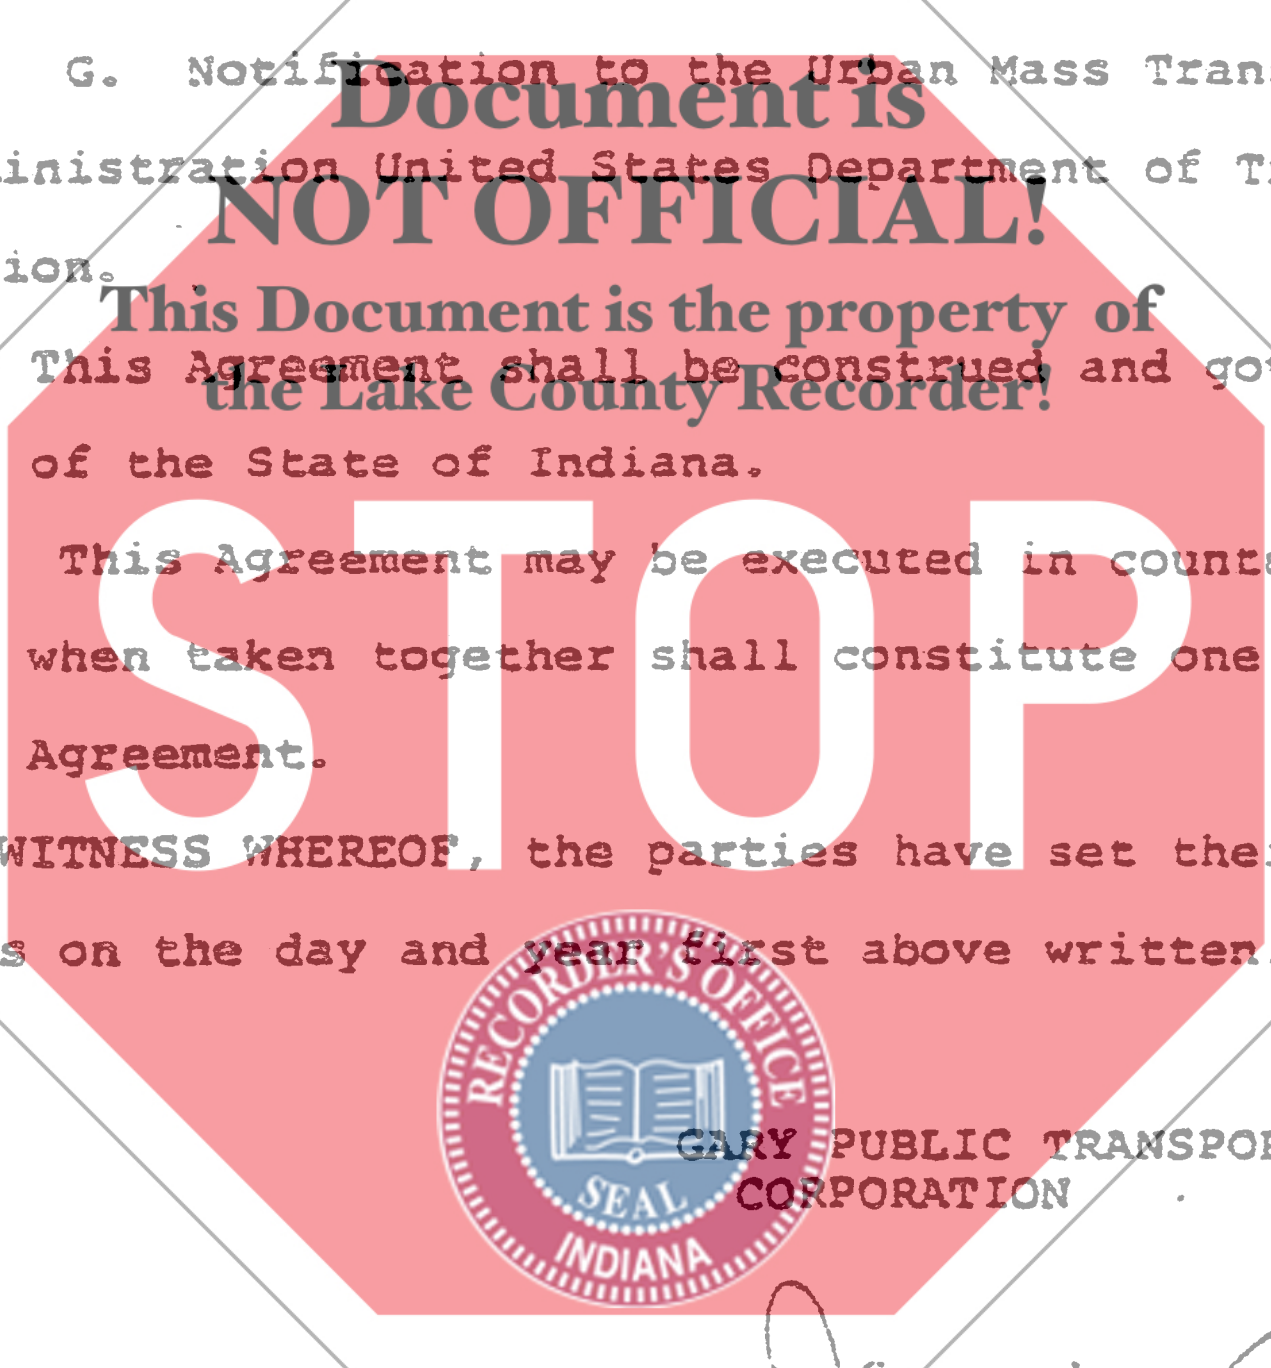 G. Notification to the Urban Mass Tran
Document is
inistration United States Department of T
NOT OFFICIAL!
ion.
This Document is the property of
This Agreement shall be construed and go
the Lake County Recorder!
of the State of Indiana.
STOP
This Agreement may be executed in count
when taken together shall constitute one
Agreement.
WITNESS WHEREOF, the parties have set the
s on the day and year first above written.
RECORDER'S OFFICE
SEAL
INDIANA
GARY PUBLIC TRANSPO
CORPORATION